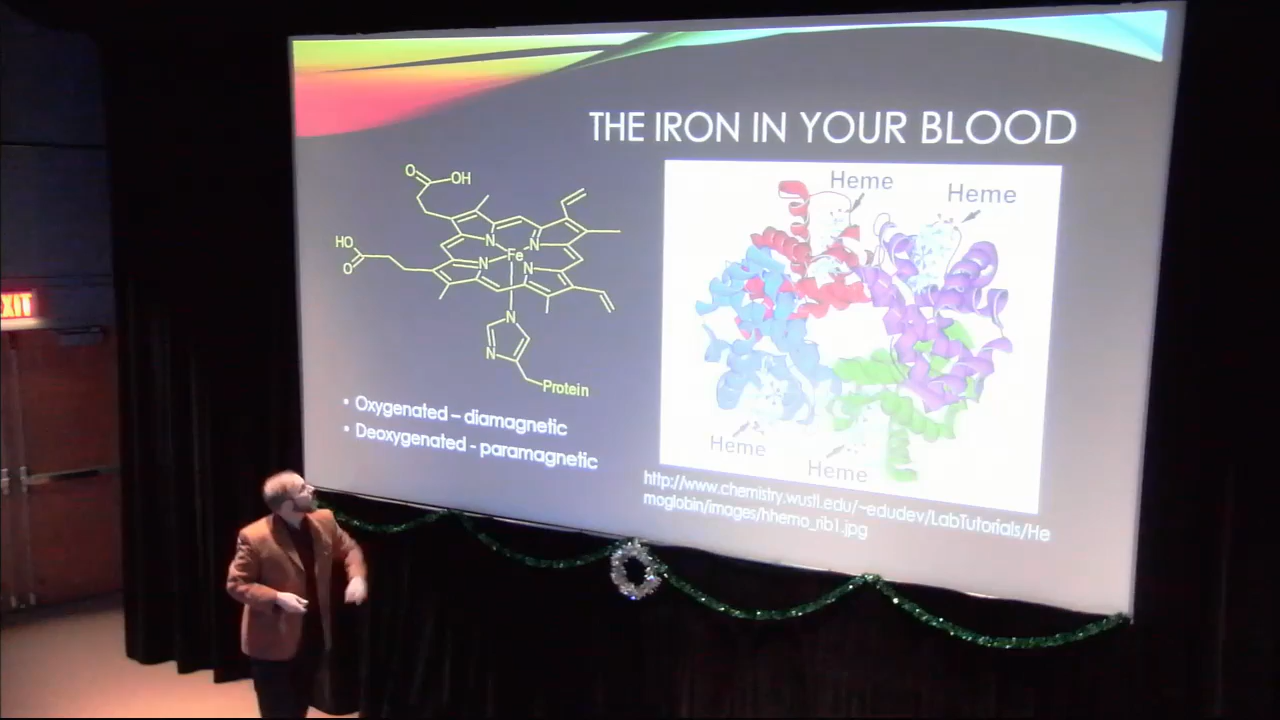 THE IRON IN YOUR BLOOD
O
OH
HO
O
N
N
Fe
N
N
N
N
Protein
• Oxygenated – diamagnetic
• Deoxygenated - paramagnetic
Heme
Heme
Heme
Heme
http://www.chemistry.wustl.edu/~edudev/LabTutorials/He
moglobin/images/hhemo_rib1.jpg
EXIT